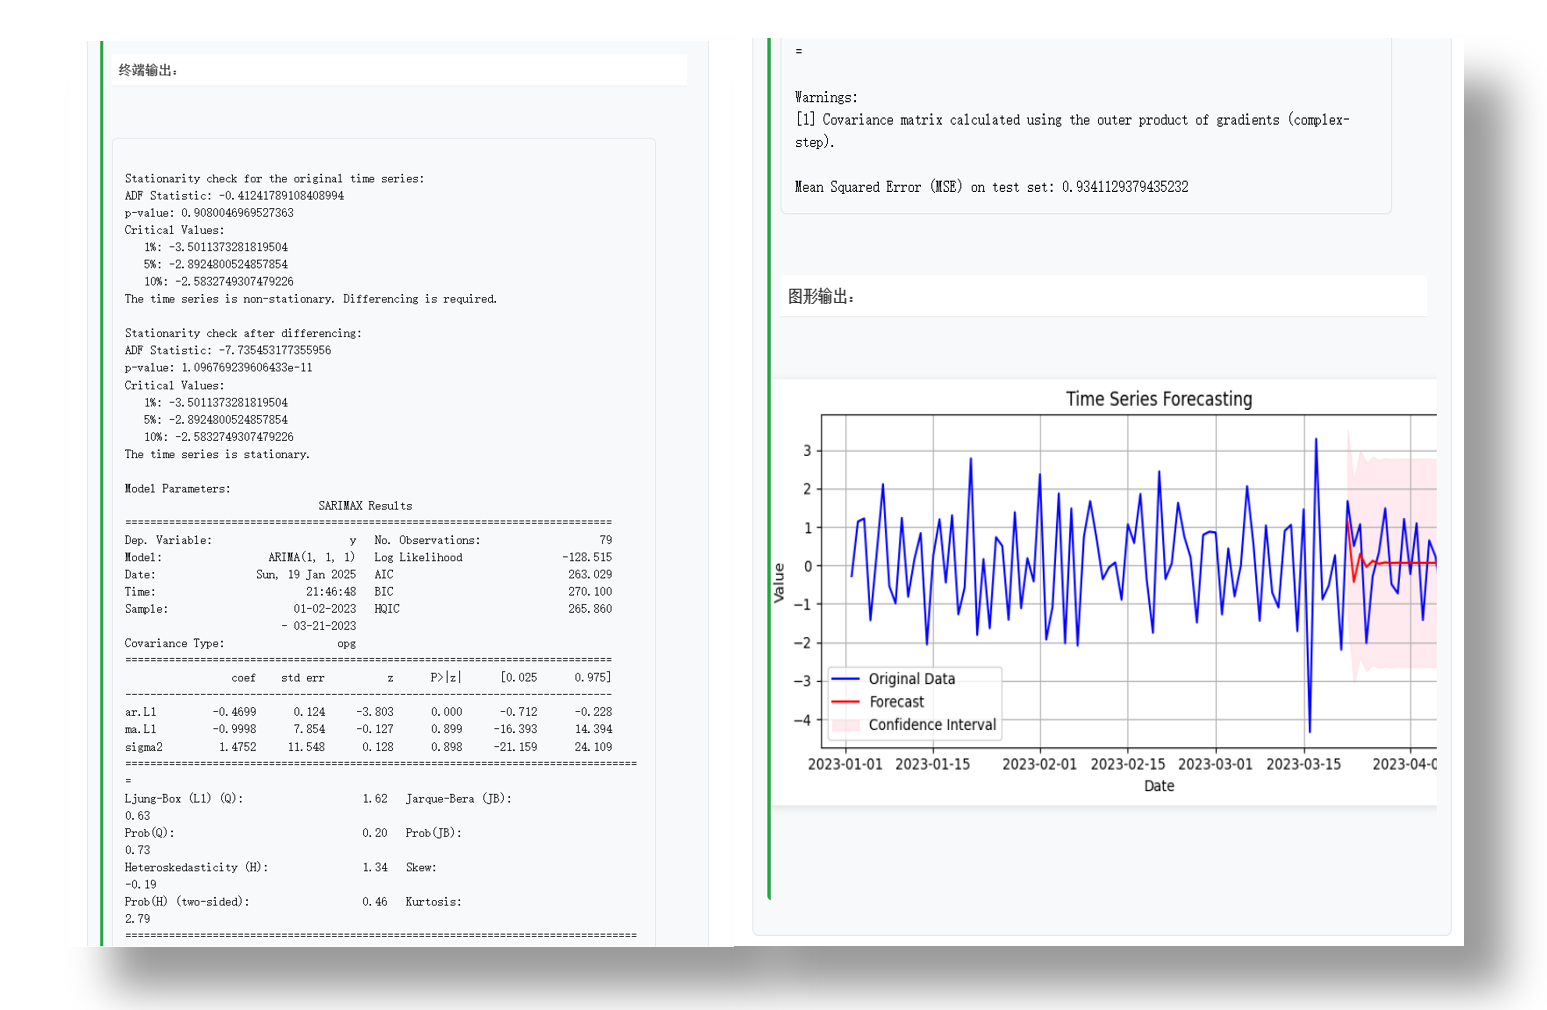 终端输出：
Stationarity check for the original time series:
ADF Statistic: -0.41241789108408994
p-value: 0.9080046969527363
Critical Values:
1%: -3.5011373281819504
5%: -2.8924800524857854
10%: -2.5832749307479226
The time series is non-stationary. Differencing is required.
Stationarity check after differencing:
ADF Statistic: -7.735453177355956
p-value: 1.096769239606433e-11
Critical Values:
1%: -3.5011373281819504
5%: -2.8924800524857854
10%: -2.5832749307479226
The time series is stationary.
Model Parameters:
SARIMAX Results
==============================================================================
Dep. Variable: y No. Observations: 79
Model: ARIMA(1, 1, 1) Log Likelihood -128.515
Date: Sun, 19 Jan 2025 AIC 263.029
Time: 21:46:48 BIC 270.100
Sample: 01-02-2023 HQIC 265.860
- 03-21-2023
Covariance Type: opg
==============================================================================
coef std err z P>|z| [0.025 0.975]
------------------------------------------------------------------------------
ar.L1 -0.4699 0.124 -3.803 0.000 -0.712 -0.228
ma.L1 -0.9998 7.854 -0.127 0.899 -16.393 14.394
sigma2 1.4752 11.548 0.128 0.898 -21.159 24.109
==================================================================================
=
Ljung-Box (L1) (Q): 1.62 Jarque-Bera (JB):
0.63
Prob(Q): 0.20 Prob(JB):
0.73
Heteroskedasticity (H): 1.34 Skew:
-0.19
Prob(H) (two-sided): 0.46 Kurtosis:
2.79
==================================================================================
=
Warnings:
[1] Covariance matrix calculated using the outer product of gradients (complex-
step).
Mean Squared Error (MSE) on test set: 0.9341129379435232
图形输出：
Time Series Forecasting
3
2
1
0
−1
−2
−3
−4
Value
Original Data
Forecast
Confidence Interval
2023-01-01 2023-01-15 2023-02-01 2023-02-15 2023-03-01 2023-03-15 2023-04-0
Date